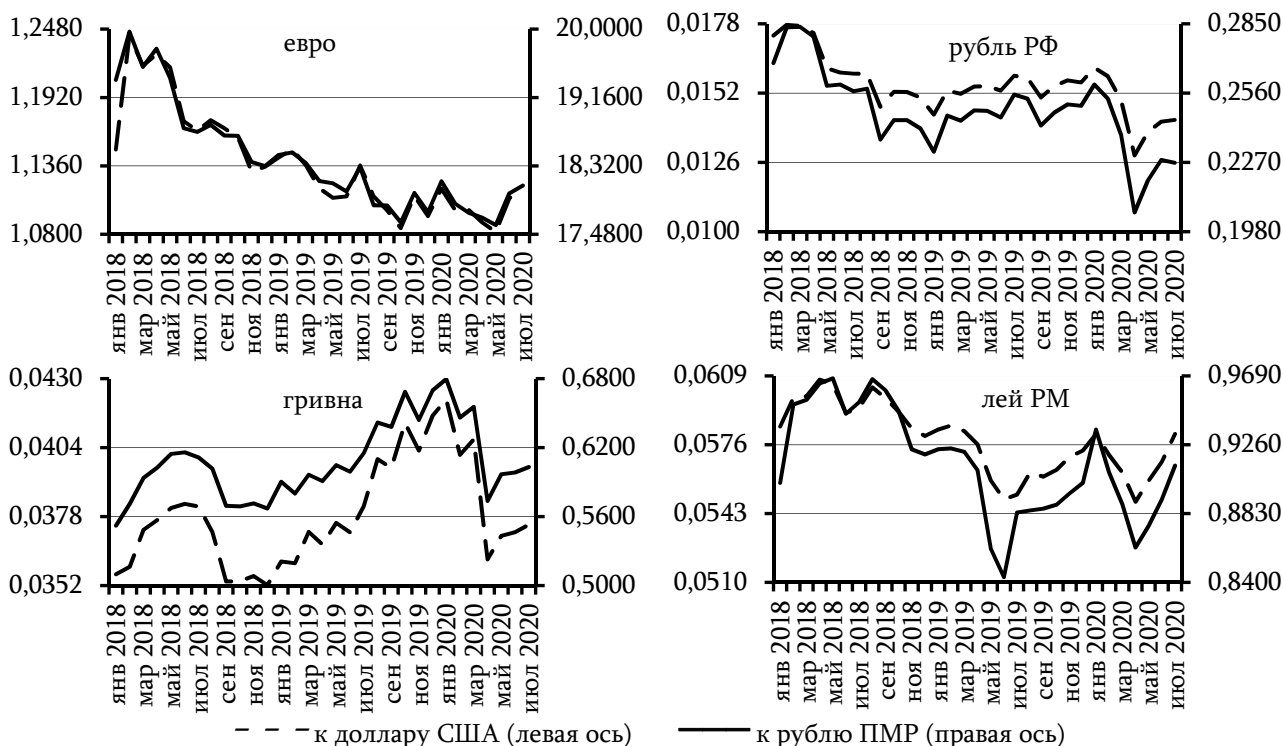 евро
1,2480
1,1920
1,1360
1,0800
20,0000
19,1600
18,3200
17,4800
янв 2018
мар 2018
май 2018
июл 2018
сен 2018
ноя 2018
янв 2019
мар 2019
май 2019
июл 2019
сен 2019
ноя 2019
янв 2020
мар 2020
май 2020
июл 2020
рубль РФ
0,0178
0,0152
0,0126
0,0100
0,2850
0,2560
0,2270
0,1980
янв 2018
мар 2018
май 2018
июл 2018
сен 2018
ноя 2018
янв 2019
мар 2019
май 2019
июл 2019
сен 2019
ноя 2019
янв 2020
мар 2020
май 2020
июл 2020
гривна
0,0430
0,0404
0,0378
0,0352
0,6800
0,6200
0,5600
0,5000
янв 2018
мар 2018
май 2018
июл 2018
сен 2018
ноя 2018
янв 2019
мар 2019
май 2019
июл 2019
сен 2019
ноя 2019
янв 2020
мар 2020
май 2020
июл 2020
лей РМ
0,0609
0,0576
0,0543
0,0510
0,9690
0,9260
0,8830
0,8400
янв 2018
мар 2018
май 2018
июл 2018
сен 2018
ноя 2018
янв 2019
мар 2019
май 2019
июл 2019
сен 2019
ноя 2019
янв 2020
мар 2020
май 2020
июл 2020
к доллару США (левая ось)
к рублю ПМР (правая ось)